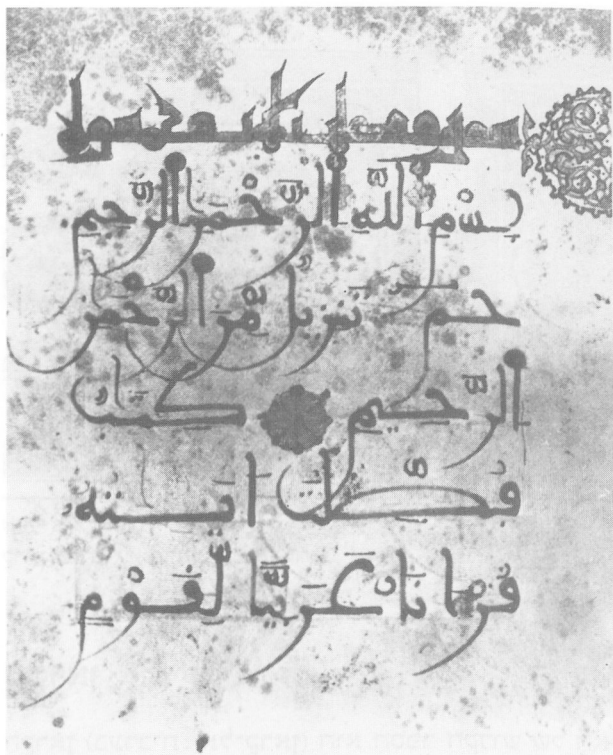 بسم الله الرحمن الرحيم
حم تنزيل من الرحمن
الرحيم كتب
فصلت ايته
قرانا عربيا لقوم